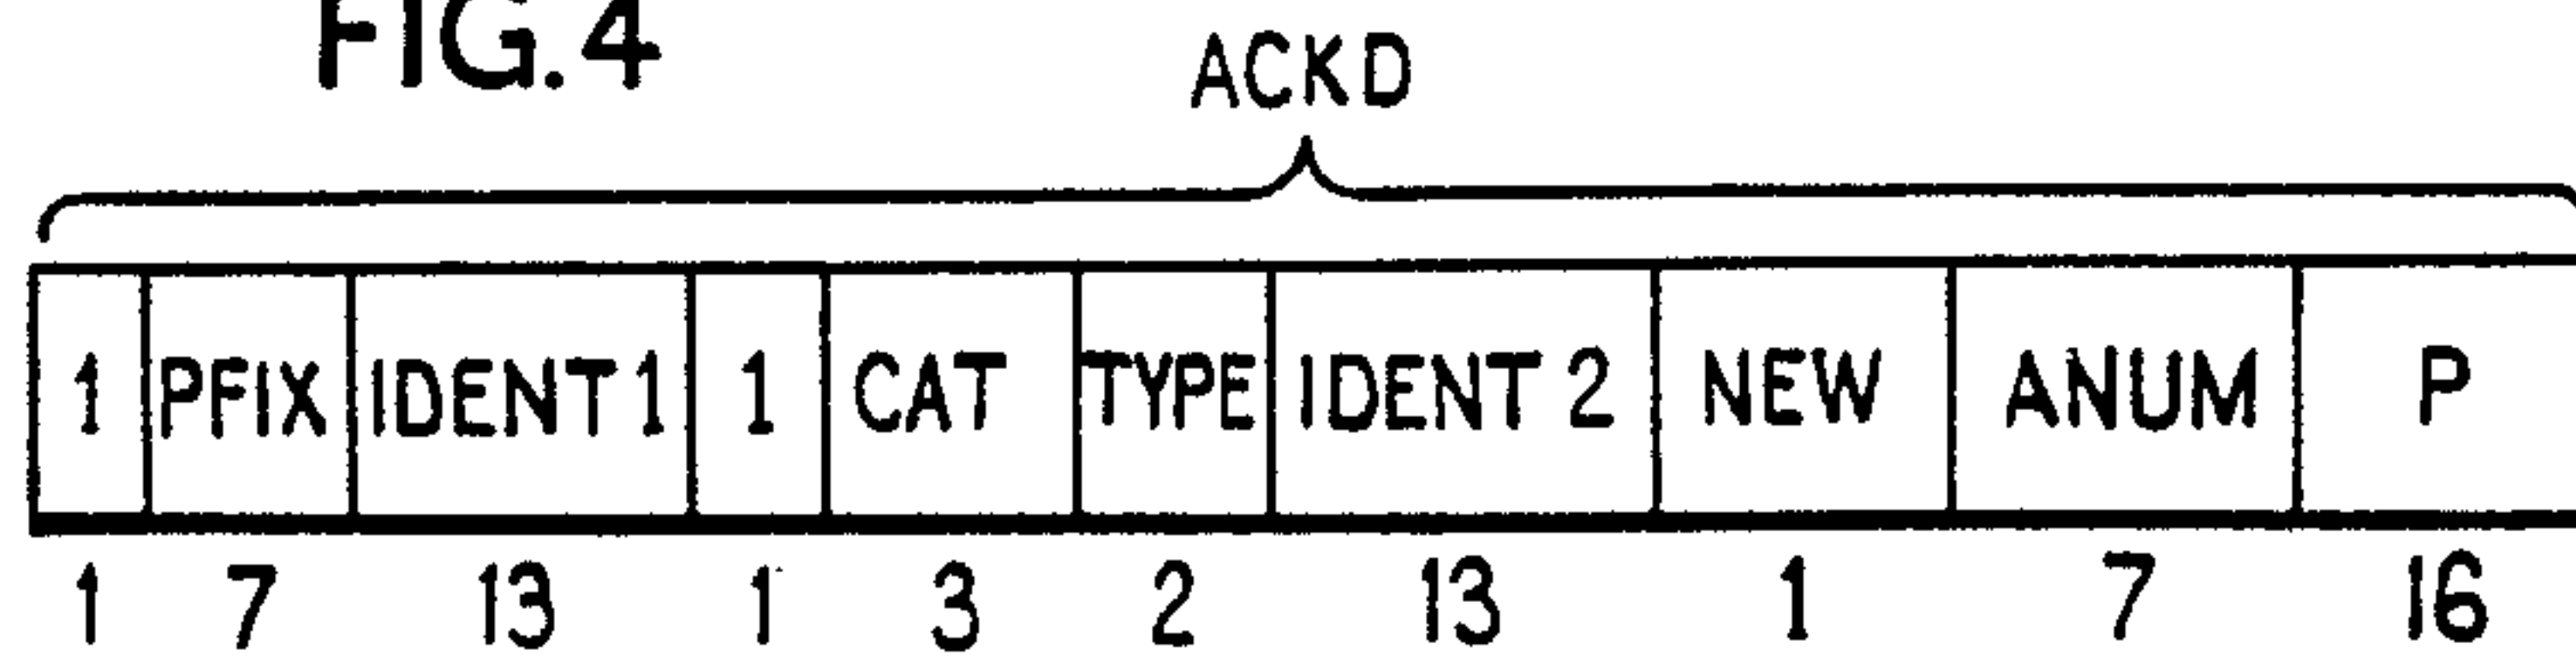 FIG. 4
ACKD
1 PFIX IDENT1 1 CAT TYPE IDENT 2 NEW ANUM P
1 7 13 1 3 2 13 1 7 16